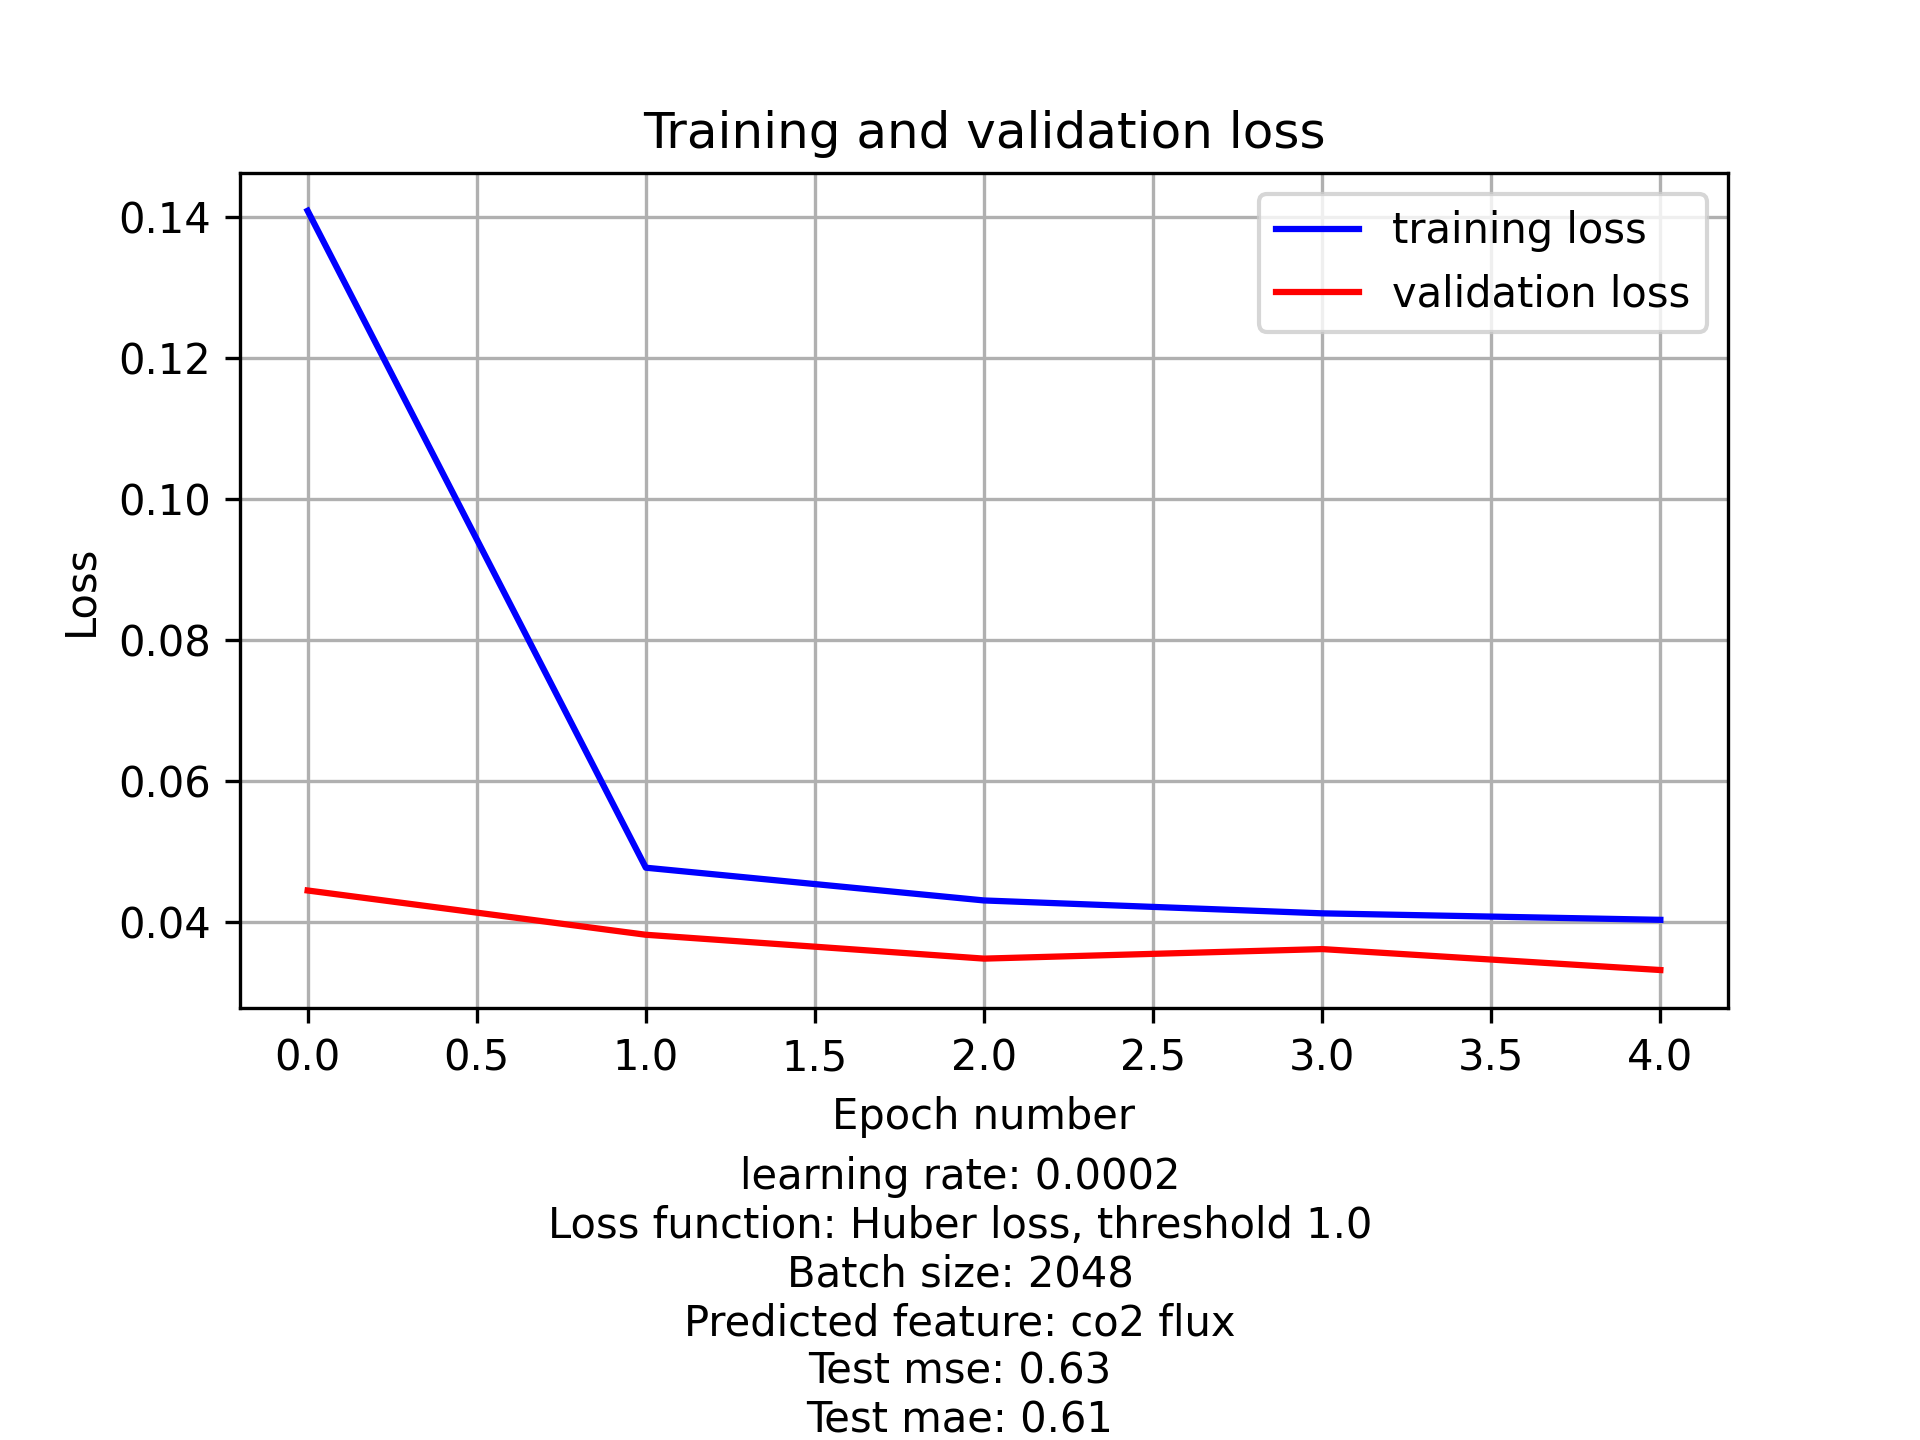 Training and validation loss
training loss
validation loss
0.14
0.12
0.10
0.08
0.06
0.04
Loss
0.0 0.5 1.0 1.5 2.0 2.5 3.0 3.5 4.0
Epoch number
learning rate: 0.0002
Loss function: Huber loss, threshold 1.0
Batch size: 2048
Predicted feature: co2 flux
Test mse: 0.63
Test mae: 0.61